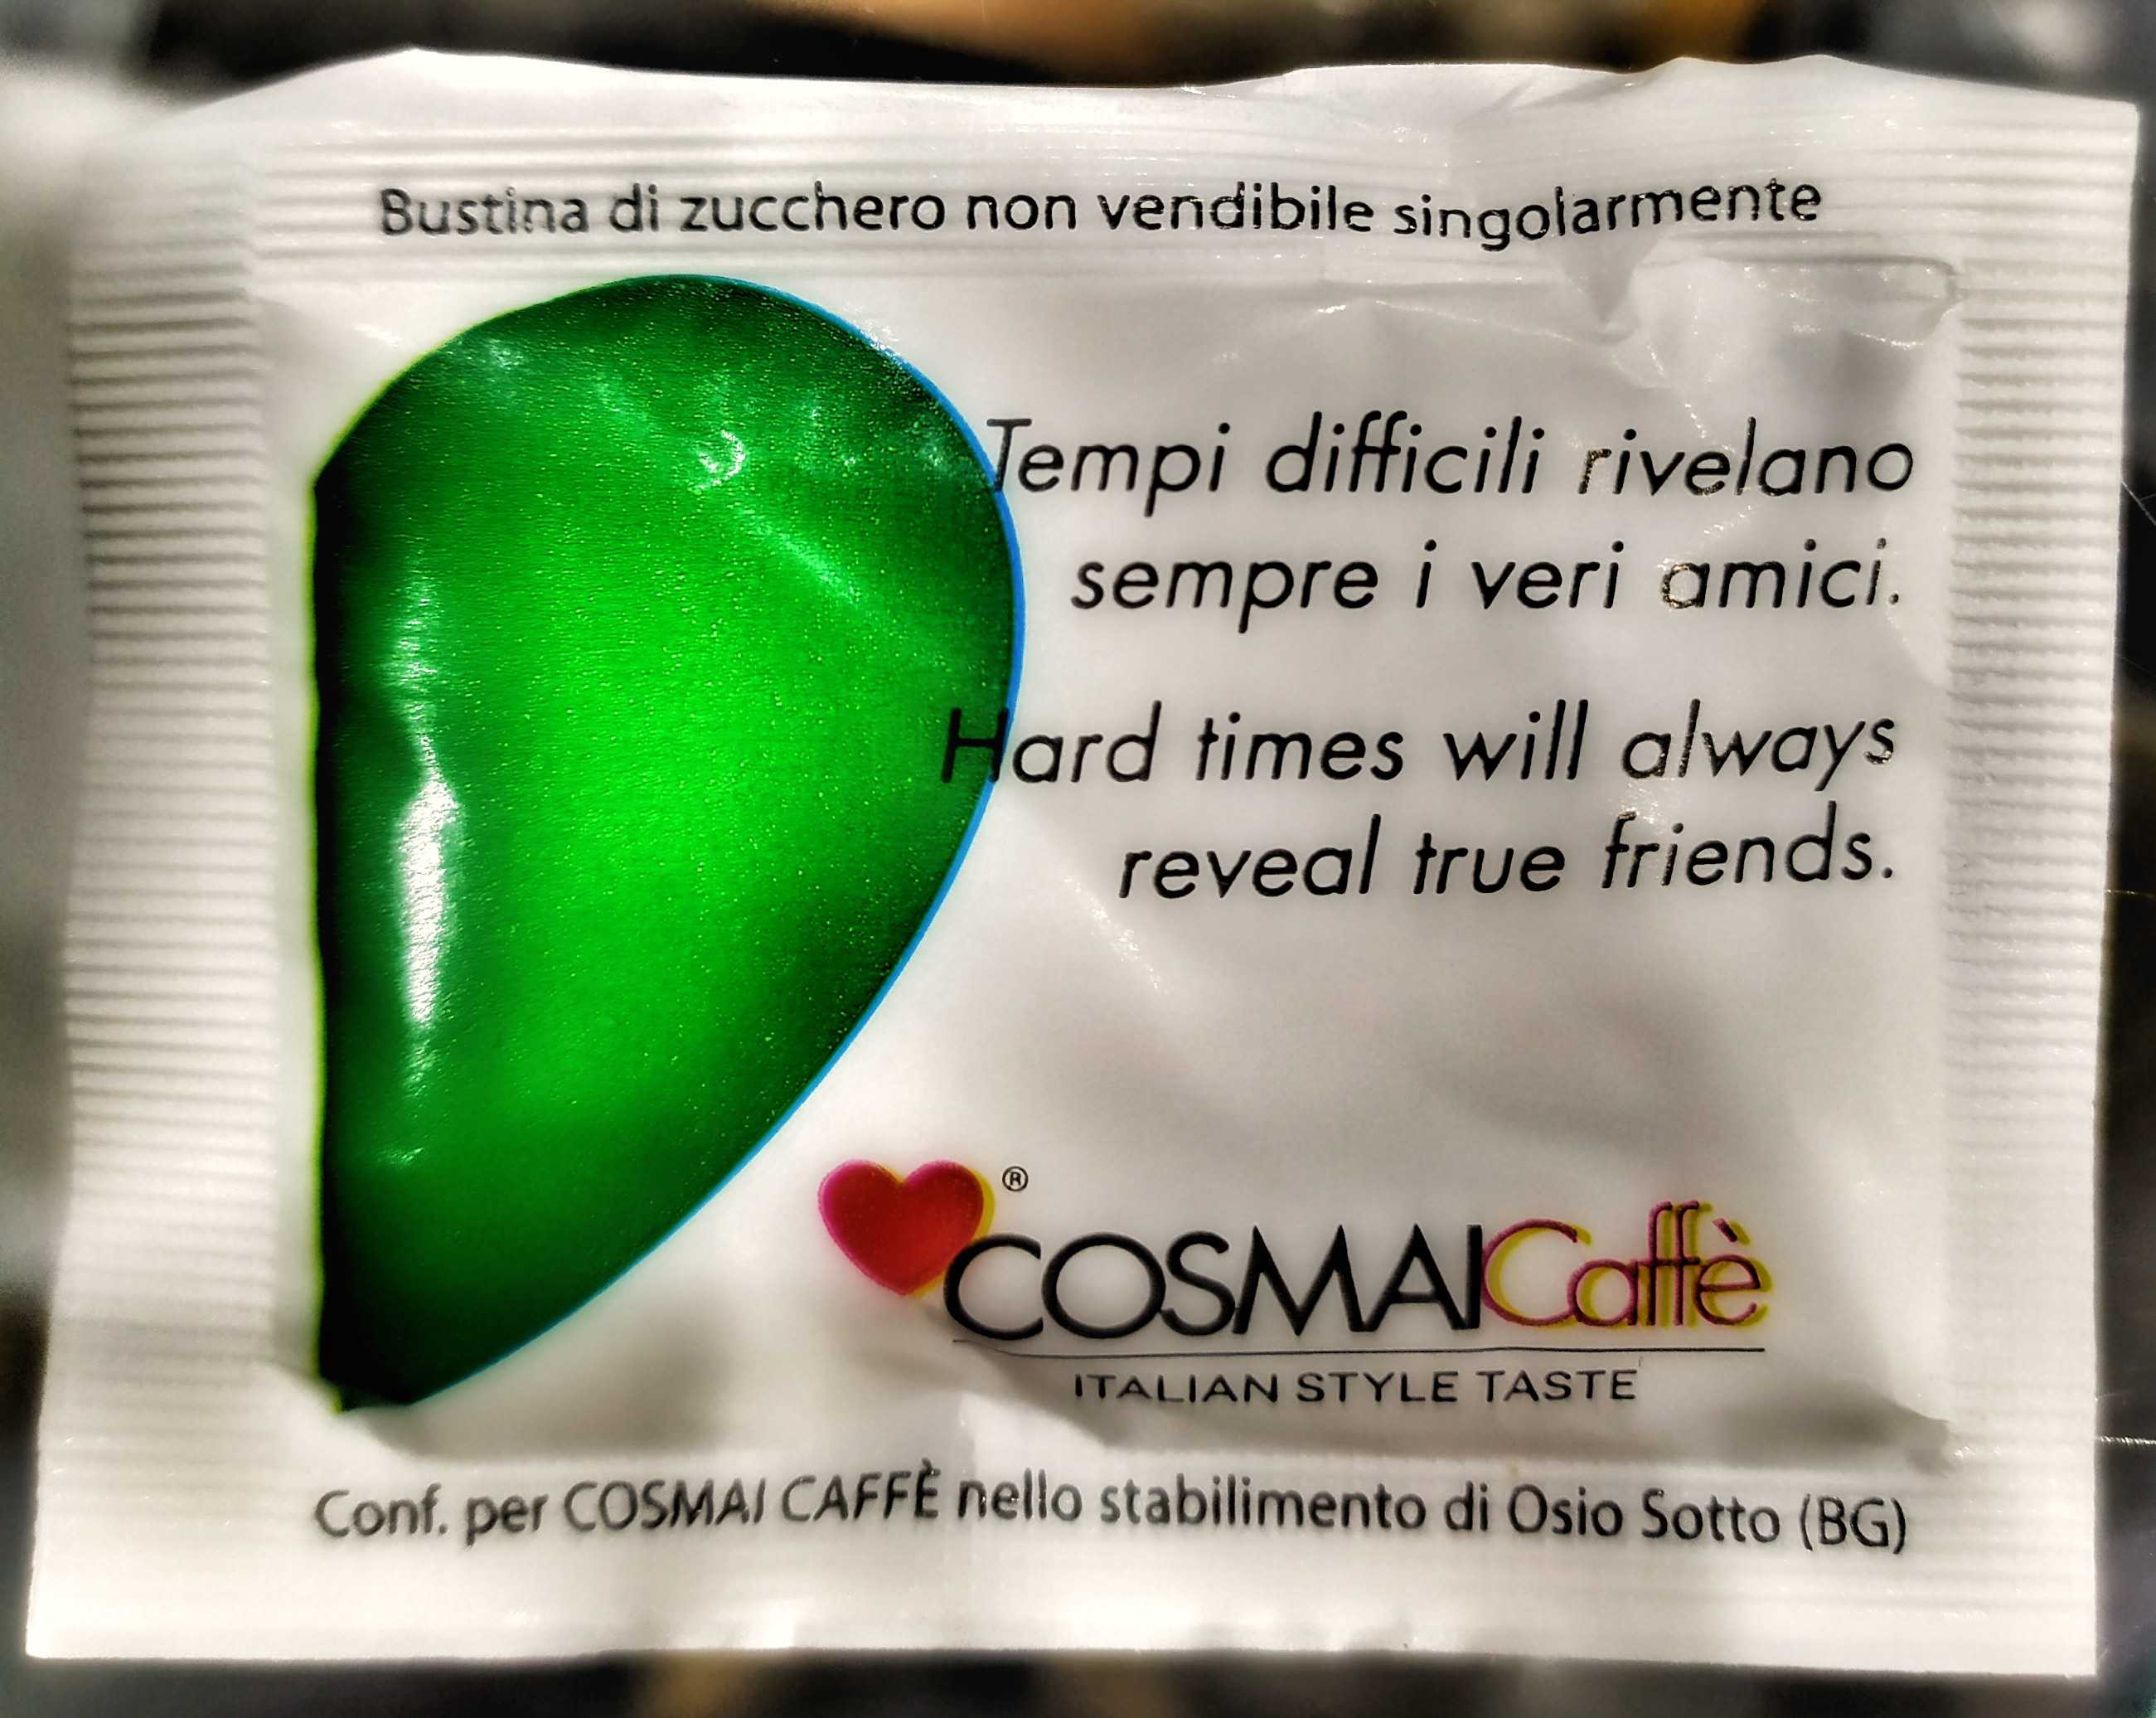 Bustina di zucchero non vendibile singolarmente
Tempi difficili rivelano
sempre i veri amici.
Hard times will always
reveal true friends.
®
COSMAICaffè
ITALIAN STYLE TASTE
Conf. per COSMAI CAFFÈ nello stabilimento di Osio Sotto (BG)